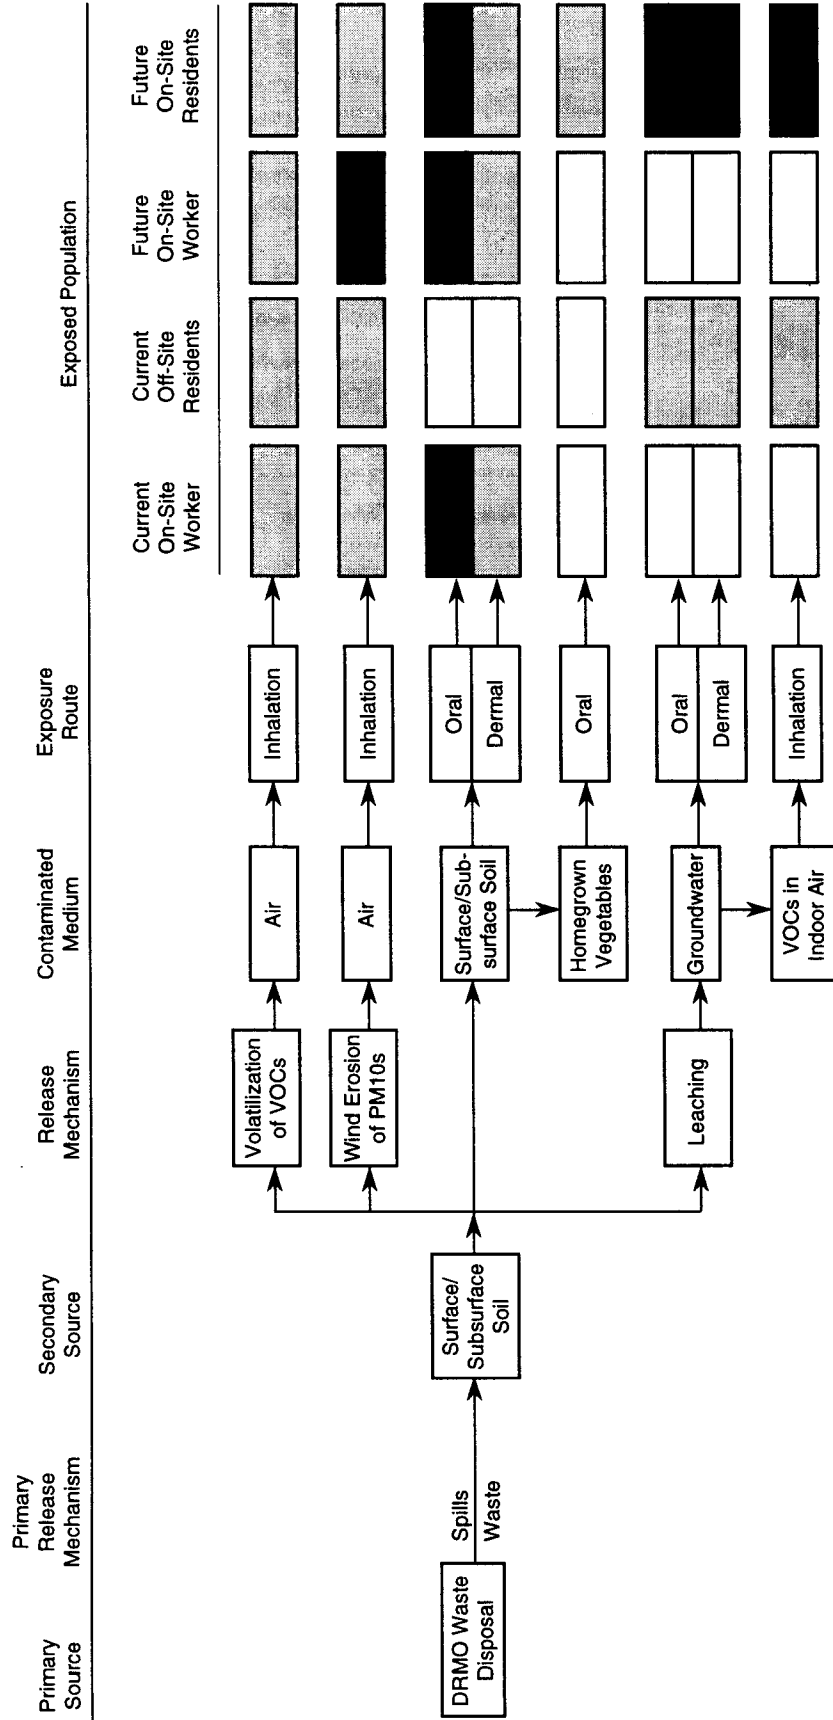 Primary
Source
Primary
Release
Mechanism
Secondary
Source
Release
Mechanism
Contaminated
Medium
Exposure
Route
Exposed Population
Current
On-Site
Worker
Current
Off-Site
Residents
Future
On-Site
Worker
Future
On-Site
Residents
DRMO Waste
Disposal
Spills
Waste
Surface/
Subsurface
Soil
Volatilization
of VOCs
Air
Inhalation
Wind Erosion
of PM10s
Air
Inhalation
Surface/Sub-
surface Soil
Oral
Dermal
Homegrown
Vegetables
Oral
Leaching
Groundwater
Oral
Dermal
VOCs in
Indoor Air
Inhalation